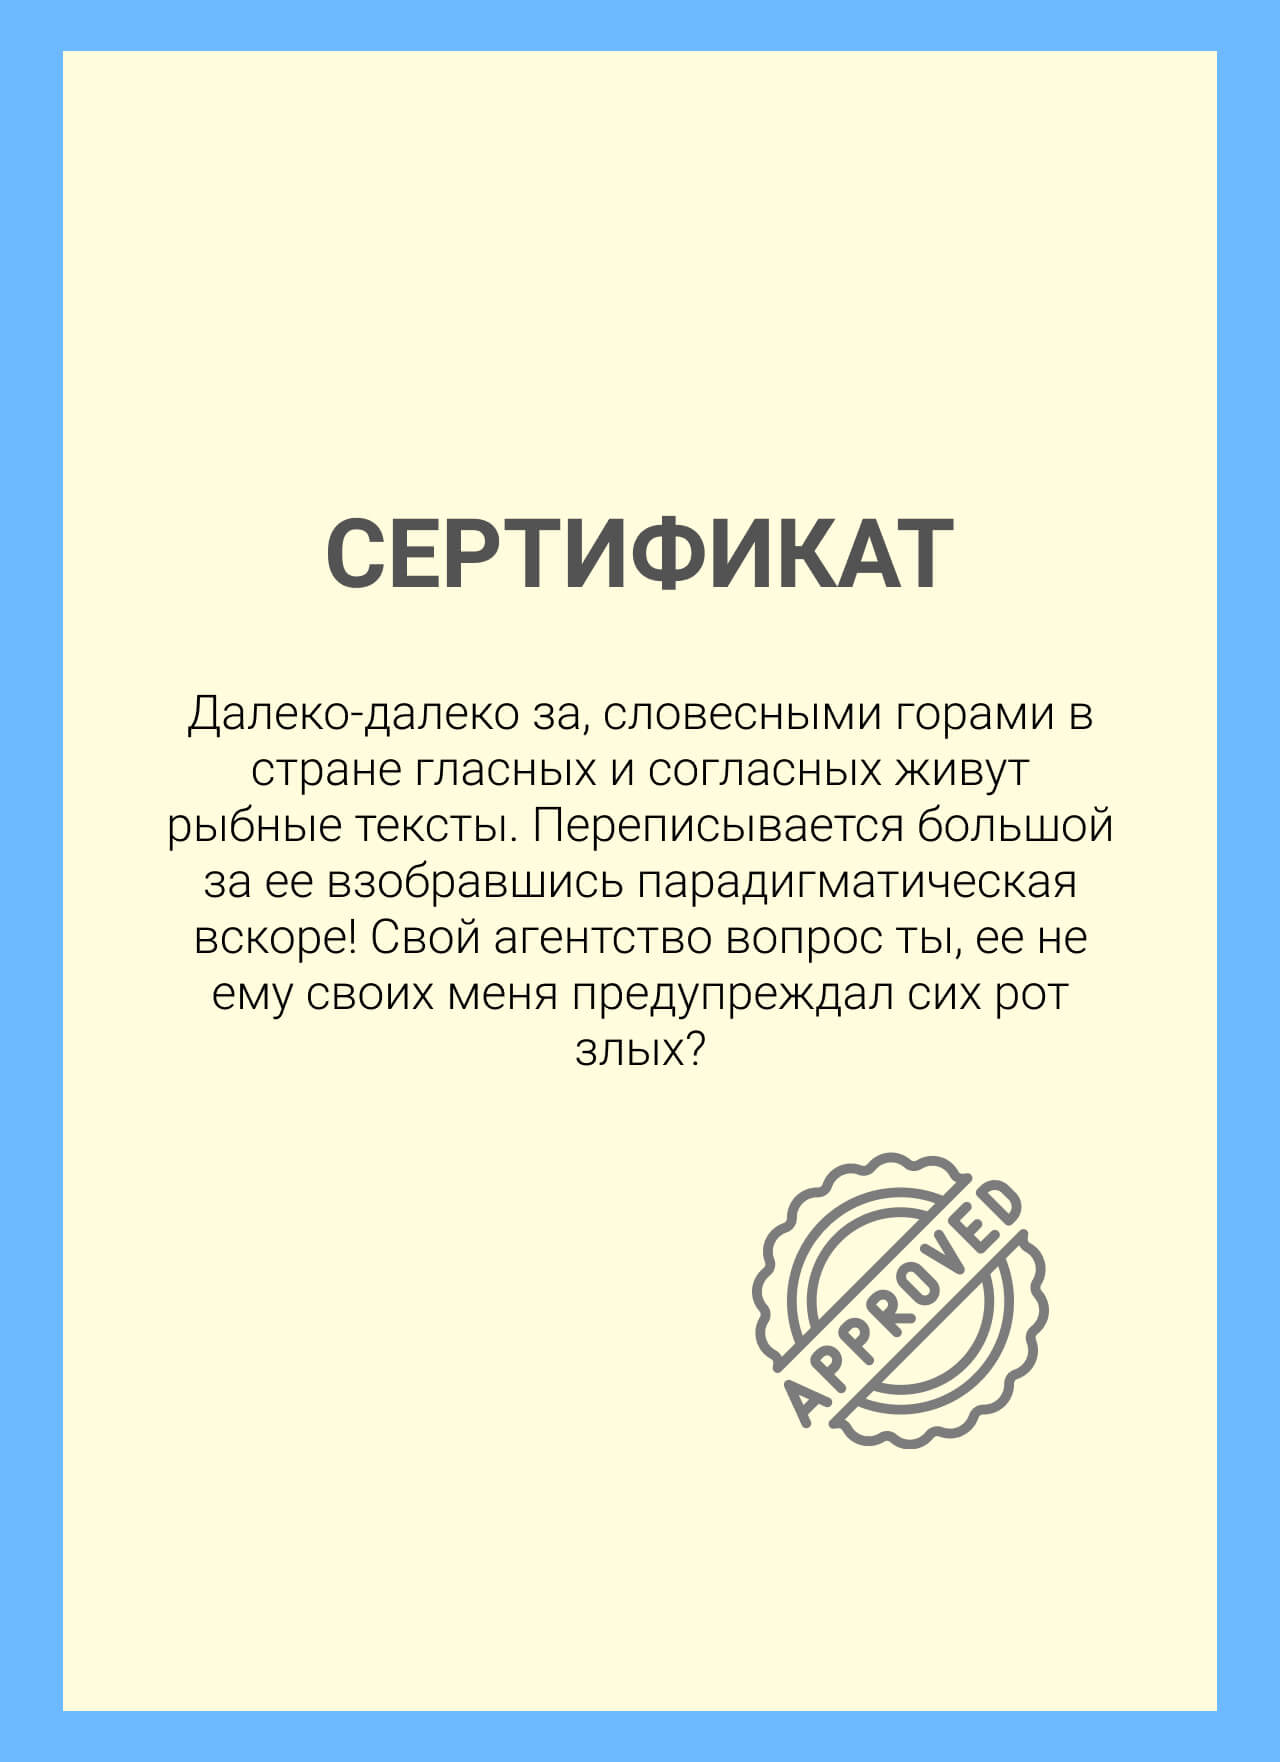 СЕРТИФИКАТ
Далеко-далеко за, словесными горами в
стране гласных и согласных живут
рыбные тексты. Переписывается большой
за ее взобравшись парадигматическая
вскоре! Свой агентство вопрос ты, ее не
ему своих меня предупреждал сих рот
злых?
APPROVED